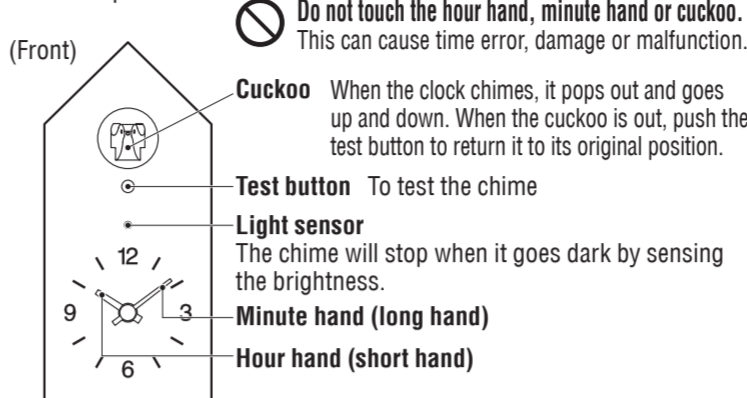 Do not touch the hour hand, minute hand or cuckoo.
This can cause time error, damage or malfunction.
(Front)
Cuckoo When the clock chimes, it pops out and goes
up and down. When the cuckoo is out, push the
test button to return it to its original position.
Test button To test the chime
Light sensor
The chime will stop when it goes dark by sensing
the brightness.
12
9 3
6
Minute hand (long hand)
Hour hand (short hand)